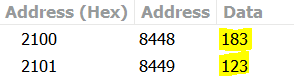 Address (Hex) Address Data
2100 8448 183
2101 8449 123